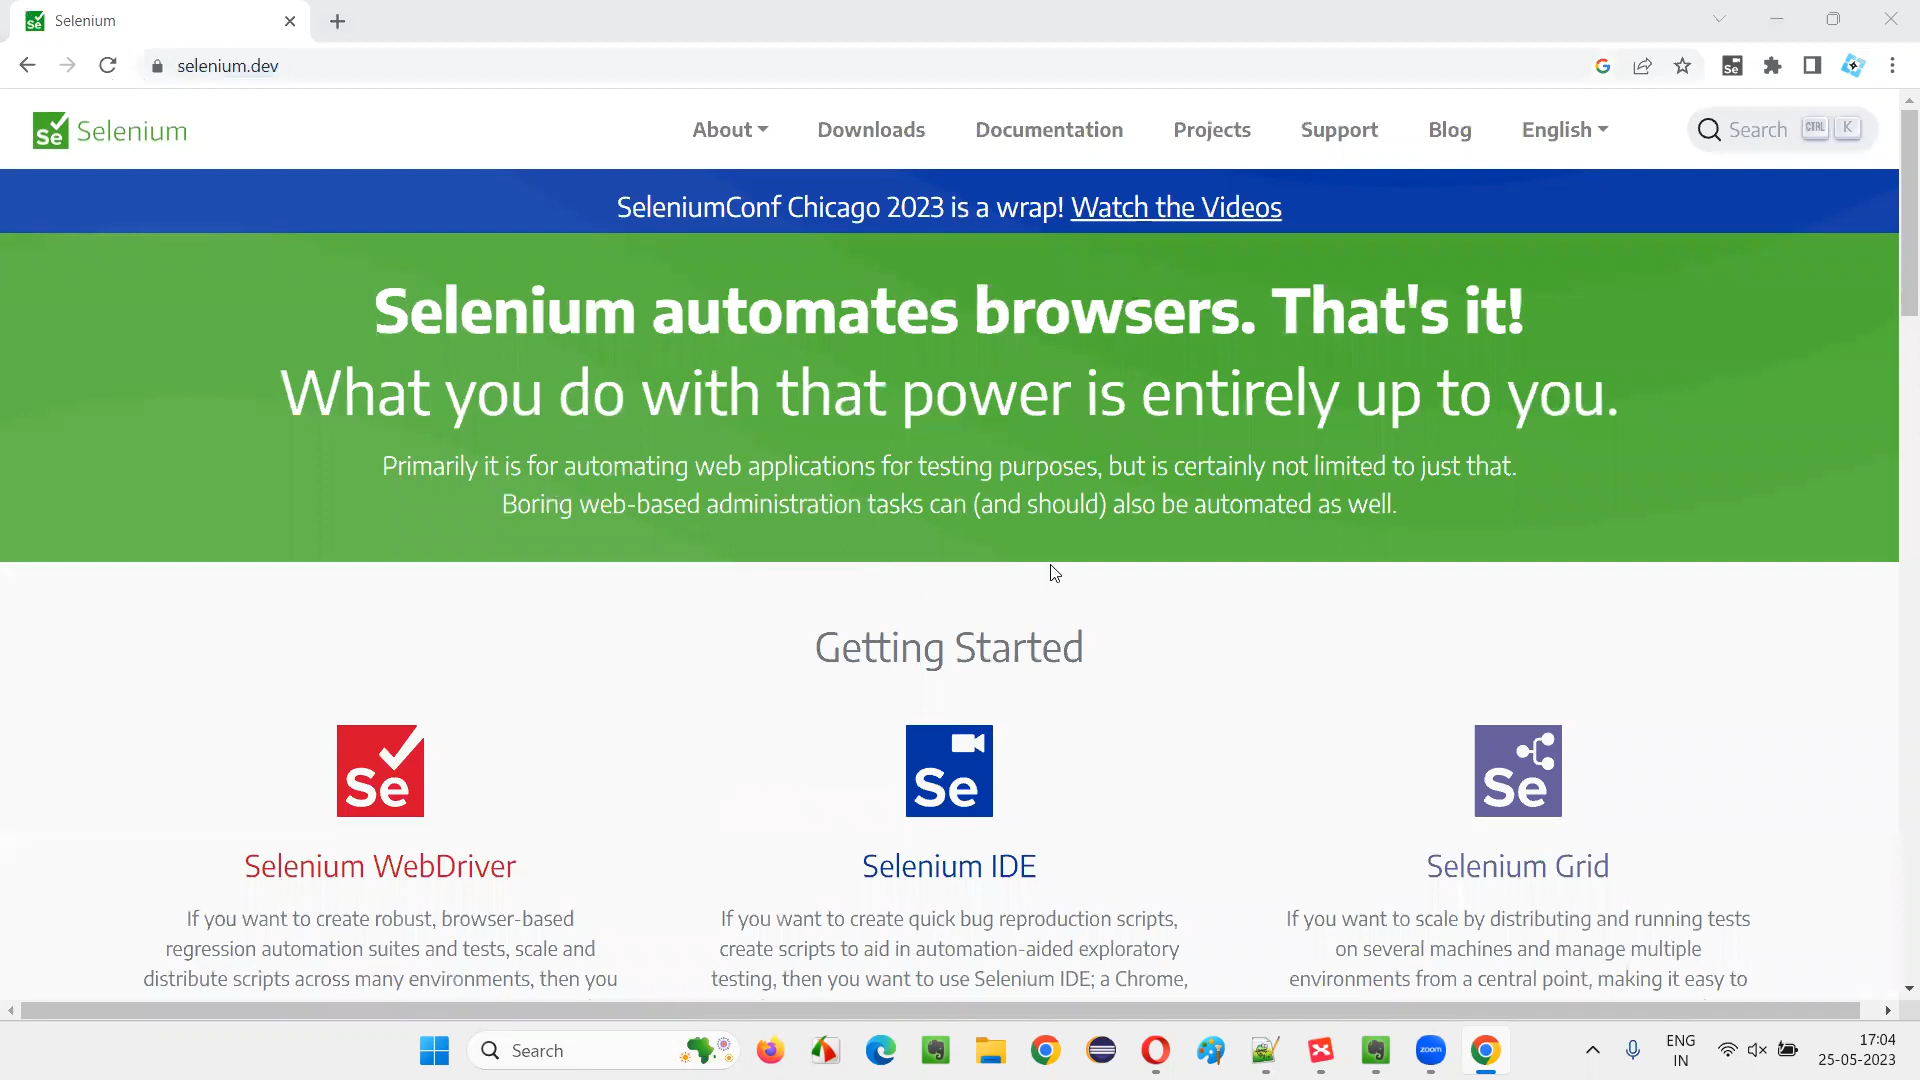 Selenium
selenium.dev
Se
Se Selenium
About
Downloads
Documentation
Projects
Support
Blog
English
Search CTRL K
SeleniumConf Chicago 2023 is a wrap! Watch the Videos
Selenium automates browsers. That's it!
What you do with that power is entirely up to you.
Primarily it is for automating web applications for testing purposes, but is certainly not limited to just that.
Boring web-based administration tasks can (and should) also be automated as well.
Getting Started
Se
Selenium WebDriver
If you want to create robust, browser-based
regression automation suites and tests, scale and
distribute scripts across many environments, then you
Se
Selenium IDE
If you want to create quick bug reproduction scripts,
create scripts to aid in automation-aided exploratory
testing, then you want to use Selenium IDE; a Chrome,
Se
Selenium Grid
If you want to scale by distributing and running tests
on several machines and manage multiple
environments from a central point, making it easy to
Search
zoom
ENG
IN
17:04
25-05-2023